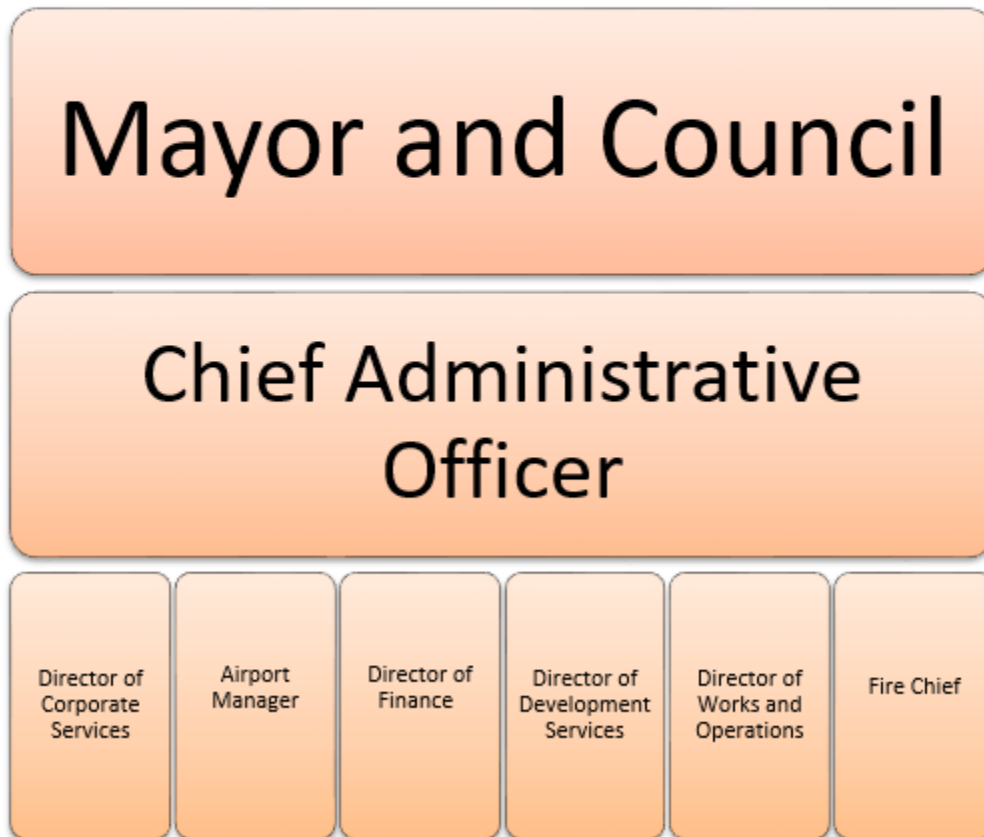 Mayor and Council
Chief Administrative
Officer
Director of
Corporate
Services
Airport
Manager
Director of
Finance
Director of
Development
Services
Director of
Works and
Operations
Fire Chief